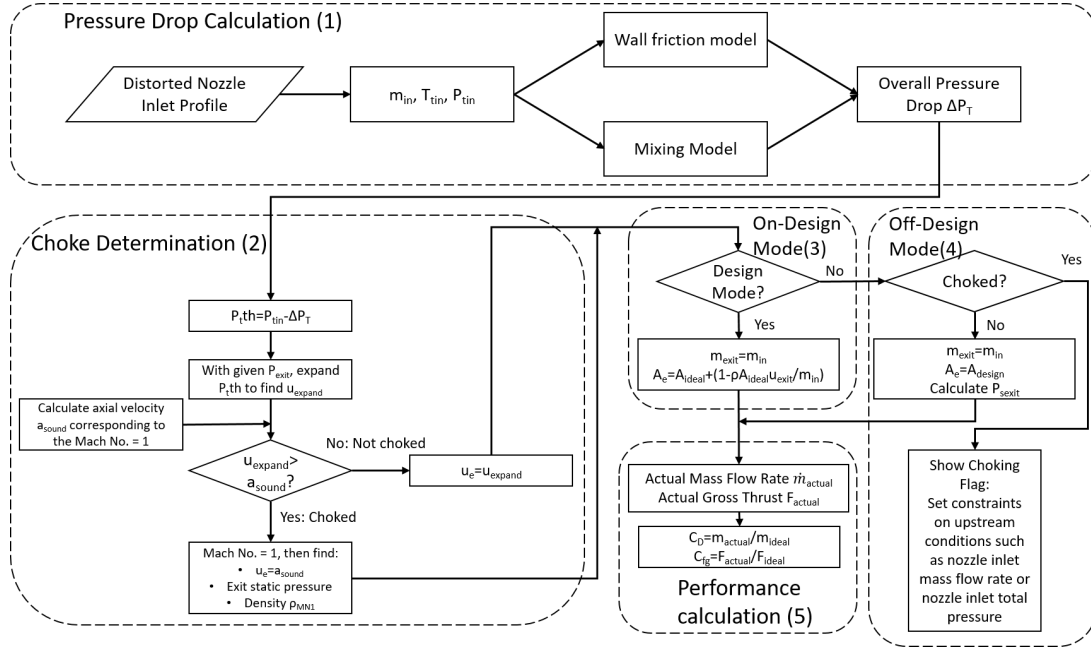 Pressure Drop Calculation (1)
Distorted Nozzle
Inlet Profile
m_in, T_tin, P_tin
Wall friction model
Mixing Model
Overall Pressure
Drop ΔP_T
Choke Determination (2)
P_tth=P_tin-ΔP_T
With given P_exit, expand
P_tth to find u_expand
Calculate axial velocity
a_sound corresponding to
the Mach No. = 1
u_expand>
a_sound?
No: Not choked
u_e=u_expand
Yes: Choked
Mach No. = 1, then find:
• u_e=a_sound
• Exit static pressure
• Density ρ_MN1
On-Design
Mode(3)
Design
Mode?
No
Yes
m_exit=m_in
A_e=A_ideal+(1-ρA_ideal u_exit/m_in)
Off-Design
Mode(4)
Choked?
Yes
No
m_exit=m_in
A_e=A_design
Calculate P_sexit
Show Choking
Flag:
Set constraints
on upstream
conditions such
as nozzle inlet
mass flow rate or
nozzle inlet total
pressure
Actual Mass Flow Rate ṁ_actual
Actual Gross Thrust F_actual
C_D=m_actual/m_ideal
C_fg=F_actual/F_ideal
Performance
calculation (5)